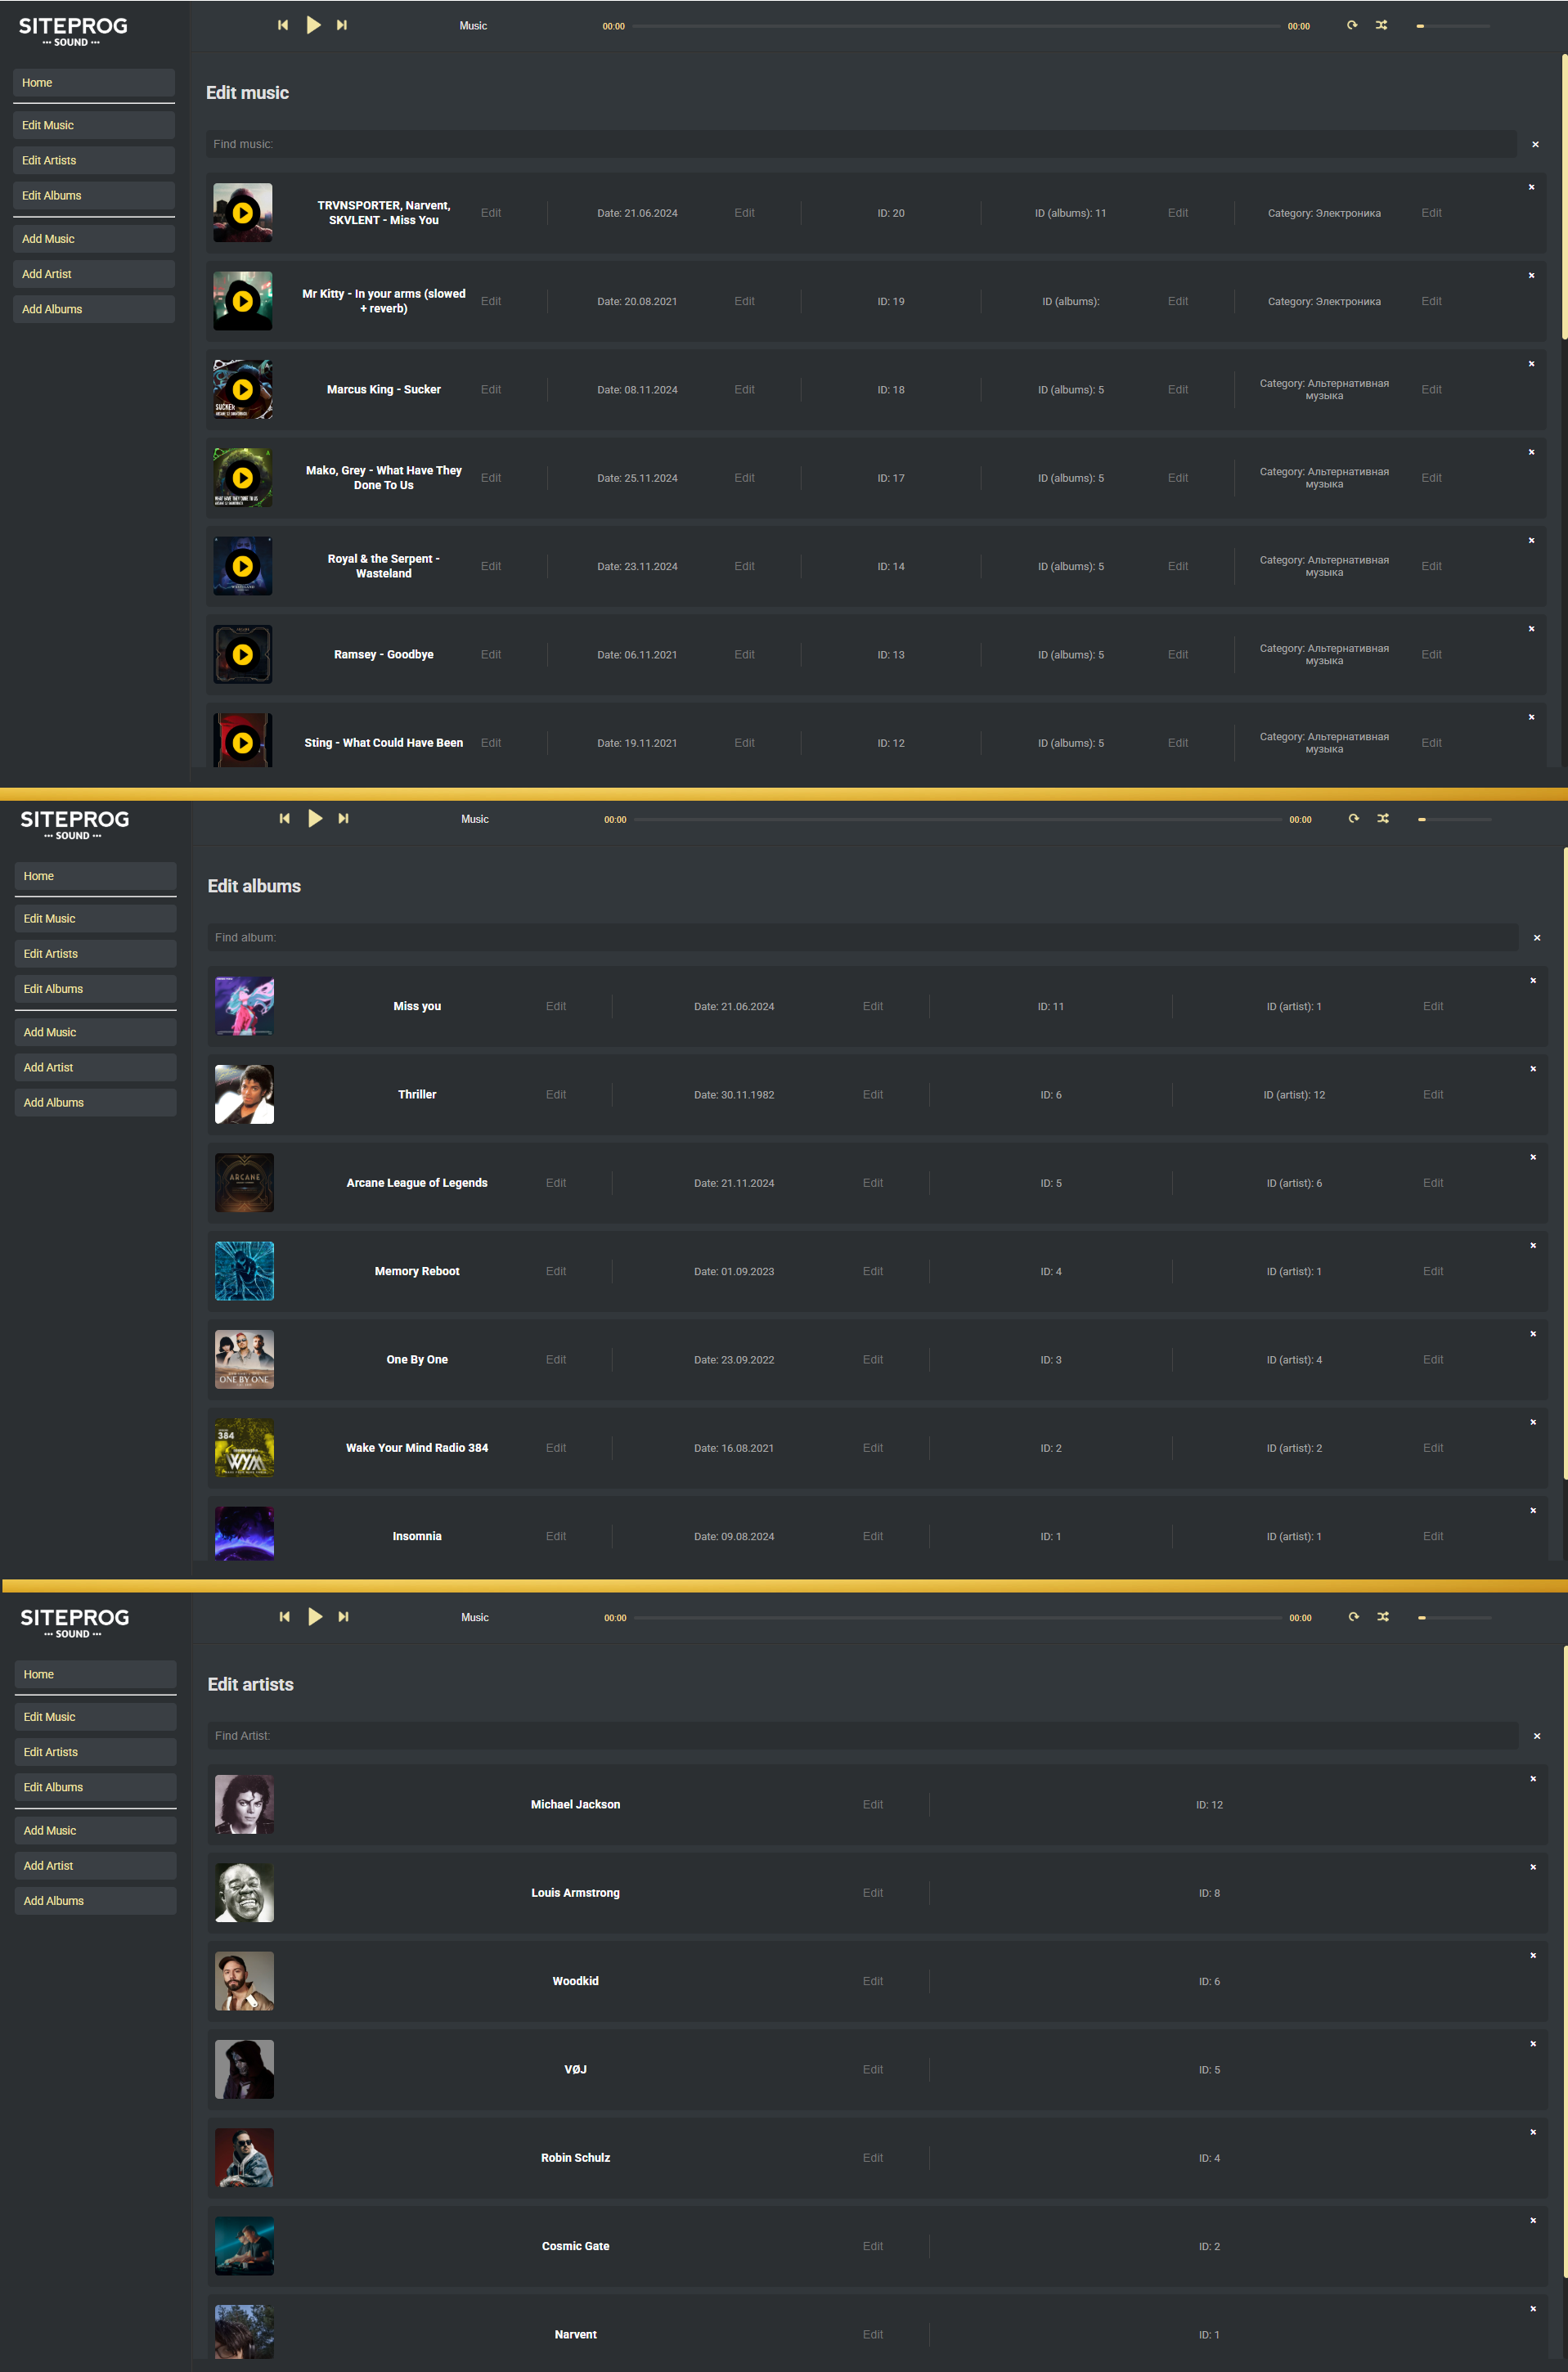 SITEPROG
··· SOUND ···
Music
00:00
00:00
Home
Edit Music
Edit Artists
Edit Albums
Add Music
Add Artist
Add Albums
Edit music
Find music:
TRVNSPORTER, Narvent,
SKVLENT - Miss You
Edit
Date: 21.06.2024
Edit
ID: 20
ID (albums): 11
Edit
Category: Электроника
Edit
Mr Kitty - In your arms (slowed
+ reverb)
Edit
Date: 20.08.2021
Edit
ID: 19
ID (albums):
Edit
Category: Электроника
Edit
SUCKER
Marcus King - Sucker
Edit
Date: 08.11.2024
Edit
ID: 18
ID (albums): 5
Edit
Category: Альтернативная
музыка
Edit
WHAT HAVE THEY DONE TO US
Mako, Grey - What Have They
Done To Us
Edit
Date: 25.11.2024
Edit
ID: 17
ID (albums): 5
Edit
Category: Альтернативная
музыка
Edit
Royal & the Serpent -
Wasteland
Edit
Date: 23.11.2024
Edit
ID: 14
ID (albums): 5
Edit
Category: Альтернативная
музыка
Edit
Ramsey - Goodbye
Edit
Date: 06.11.2021
Edit
ID: 13
ID (albums): 5
Edit
Category: Альтернативная
музыка
Edit
Sting - What Could Have Been
Edit
Date: 19.11.2021
Edit
ID: 12
ID (albums): 5
Edit
Category: Альтернативная
музыка
Edit
SITEPROG
··· SOUND ···
Music
00:00
00:00
Home
Edit Music
Edit Artists
Edit Albums
Add Music
Add Artist
Add Albums
Edit albums
Find album:
Miss you
Edit
Date: 21.06.2024
Edit
ID: 11
ID (artist): 1
Edit
Thriller
Edit
Date: 30.11.1982
Edit
ID: 6
ID (artist): 12
Edit
ARCANE
Arcane League of Legends
Edit
Date: 21.11.2024
Edit
ID: 5
ID (artist): 6
Edit
Memory Reboot
Edit
Date: 01.09.2023
Edit
ID: 4
ID (artist): 1
Edit
ONE BY ONE
One By One
Edit
Date: 23.09.2022
Edit
ID: 3
ID (artist): 4
Edit
384
WYM
Wake Your Mind Radio 384
Edit
Date: 16.08.2021
Edit
ID: 2
ID (artist): 2
Edit
Insomnia
Edit
Date: 09.08.2024
Edit
ID: 1
ID (artist): 1
Edit
SITEPROG
··· SOUND ···
Music
00:00
00:00
Home
Edit Music
Edit Artists
Edit Albums
Add Music
Add Artist
Add Albums
Edit artists
Find Artist:
Michael Jackson
Edit
ID: 12
Louis Armstrong
Edit
ID: 8
Woodkid
Edit
ID: 6
VØJ
Edit
ID: 5
Robin Schulz
Edit
ID: 4
Cosmic Gate
Edit
ID: 2
Narvent
Edit
ID: 1